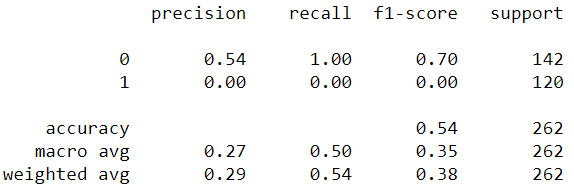 precision recall f1-score support
0 0.54 1.00 0.70 142
1 0.00 0.00 0.00 120
accuracy 0.54 262
macro avg 0.27 0.50 0.35 262
weighted avg 0.29 0.54 0.38 262